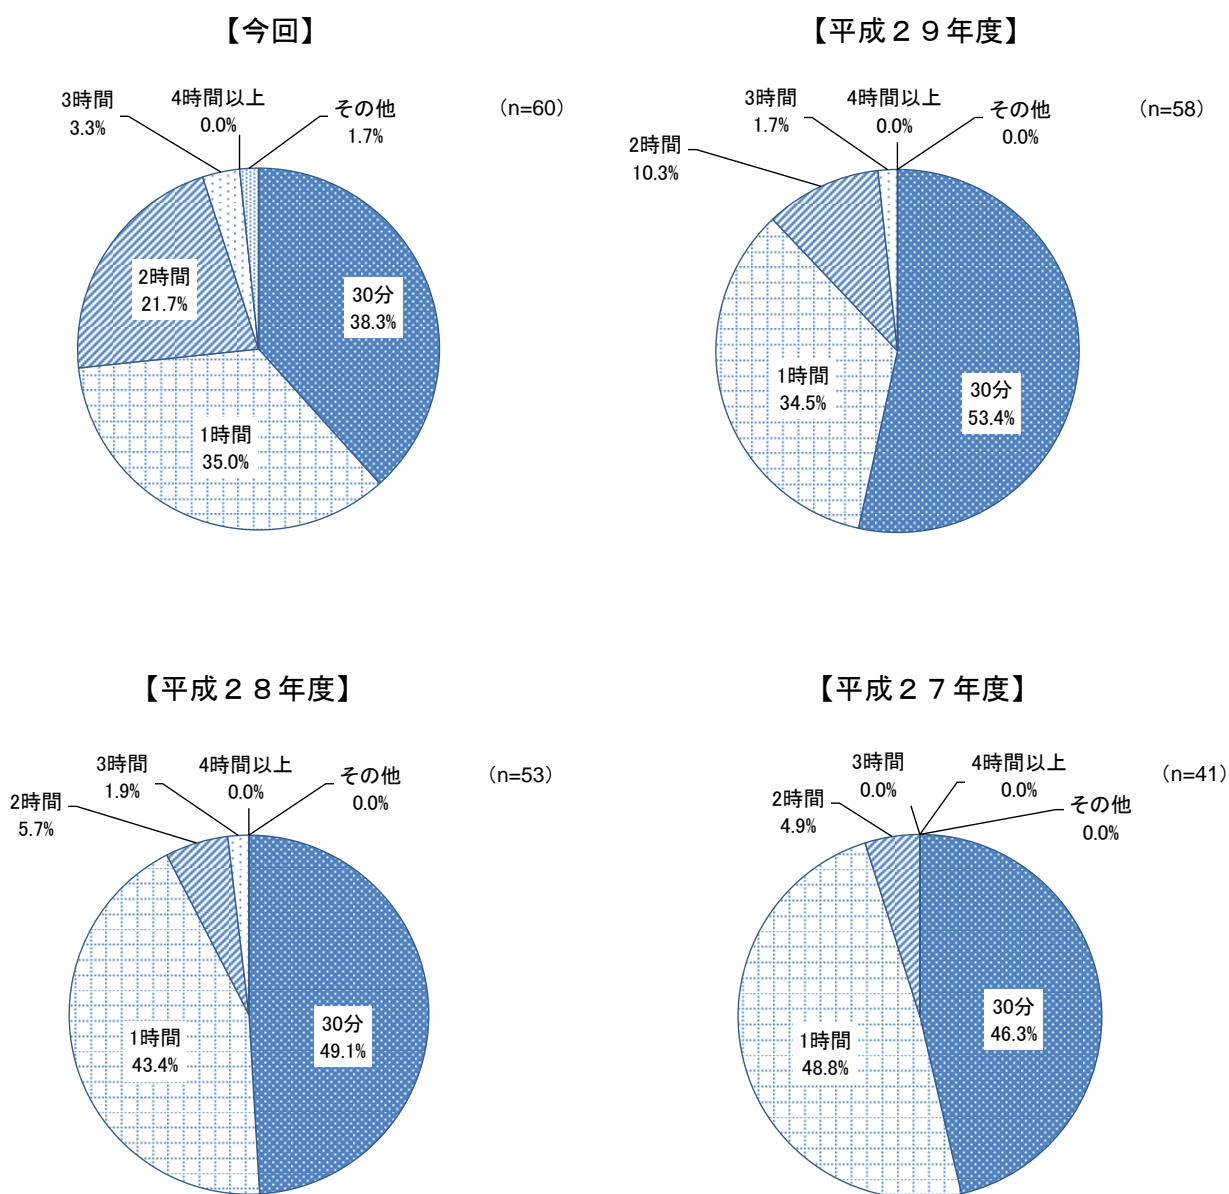 【今回】
(n=60)
3時間
3.3%
4時間以上
0.0%
その他
1.7%
2時間
21.7%
30分
38.3%
1時間
35.0%
【平成２９年度】
(n=58)
3時間
1.7%
4時間以上
0.0%
その他
0.0%
2時間
10.3%
1時間
34.5%
30分
53.4%
【平成２８年度】
(n=53)
3時間
1.9%
4時間以上
0.0%
その他
0.0%
2時間
5.7%
30分
49.1%
1時間
43.4%
【平成２７年度】
(n=41)
3時間
0.0%
4時間以上
0.0%
2時間
4.9%
その他
0.0%
30分
46.3%
1時間
48.8%